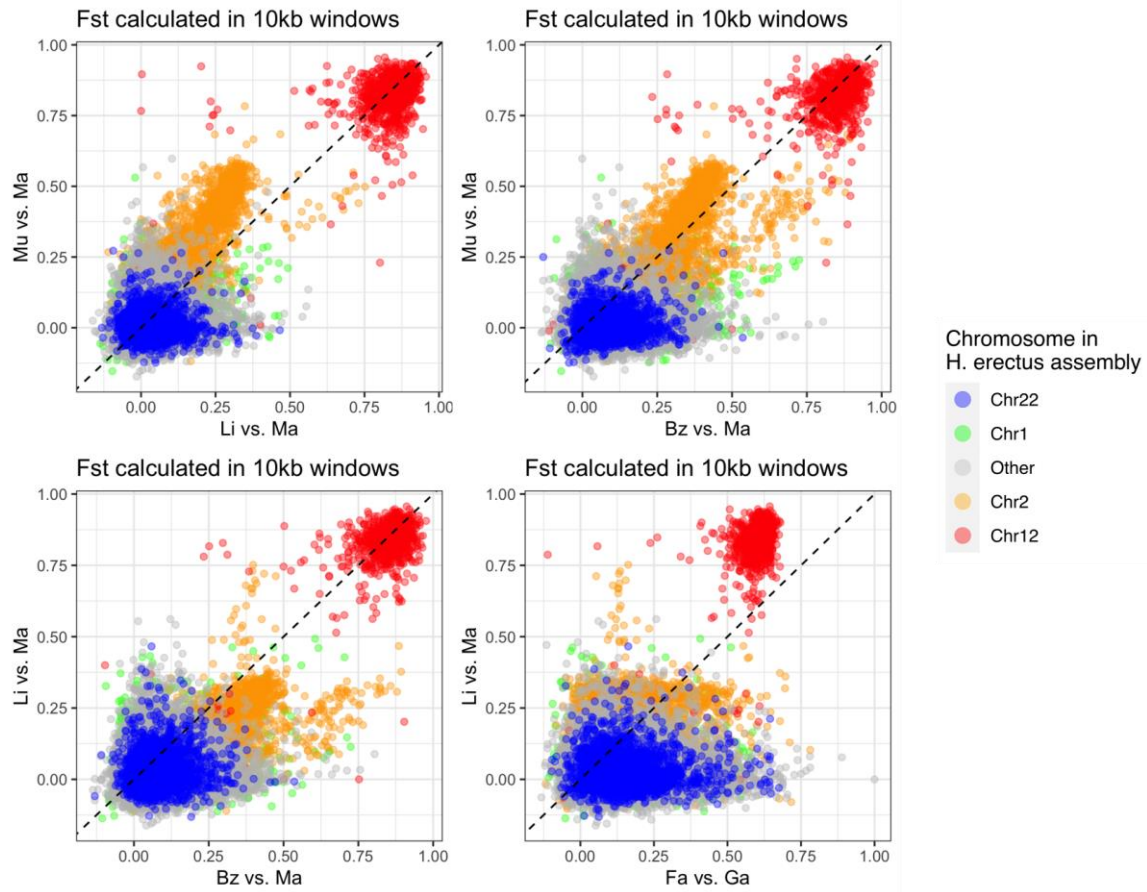 Fst calculated in 10kb windows
1.00
0.75
0.50
0.25
0.00
Mu vs. Ma
0.00 0.25 0.50 0.75 1.00
Li vs. Ma
Fst calculated in 10kb windows
1.00
0.75
0.50
0.25
0.00
Mu vs. Ma
0.00 0.25 0.50 0.75 1.00
Bz vs. Ma
Fst calculated in 10kb windows
1.00
0.75
0.50
0.25
0.00
Li vs. Ma
0.00 0.25 0.50 0.75 1.00
Bz vs. Ma
Fst calculated in 10kb windows
1.00
0.75
0.50
0.25
0.00
Li vs. Ma
0.00 0.25 0.50 0.75 1.00
Fa vs. Ga
Chromosome in
H. erectus assembly
Chr22
Chr1
Other
Chr2
Chr12